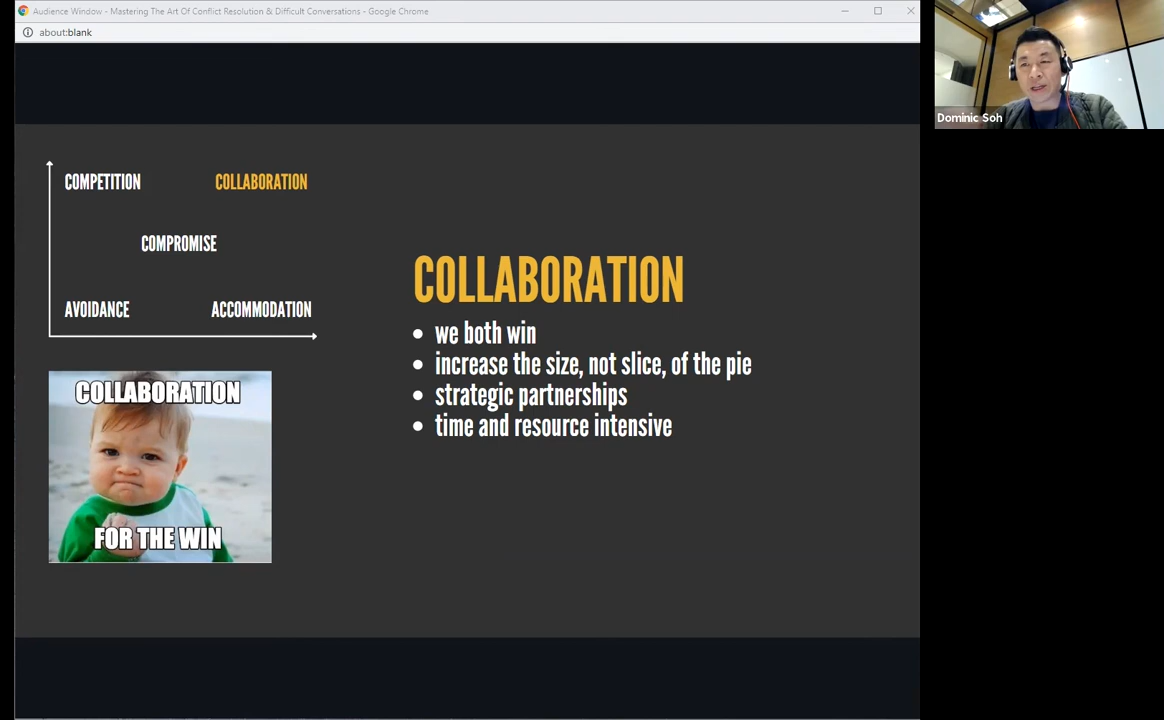 Audience Window - Mastering The Art Of Conflict Resolution & Difficult Conversations - Google Chrome
about:blank
Dominic Soh
COMPETITION
COLLABORATION
COMPROMISE
AVOIDANCE
ACCOMMODATION
COLLABORATION
• we both win
• increase the size, not slice, of the pie
• strategic partnerships
• time and resource intensive
COLLABORATION
FOR THE WIN